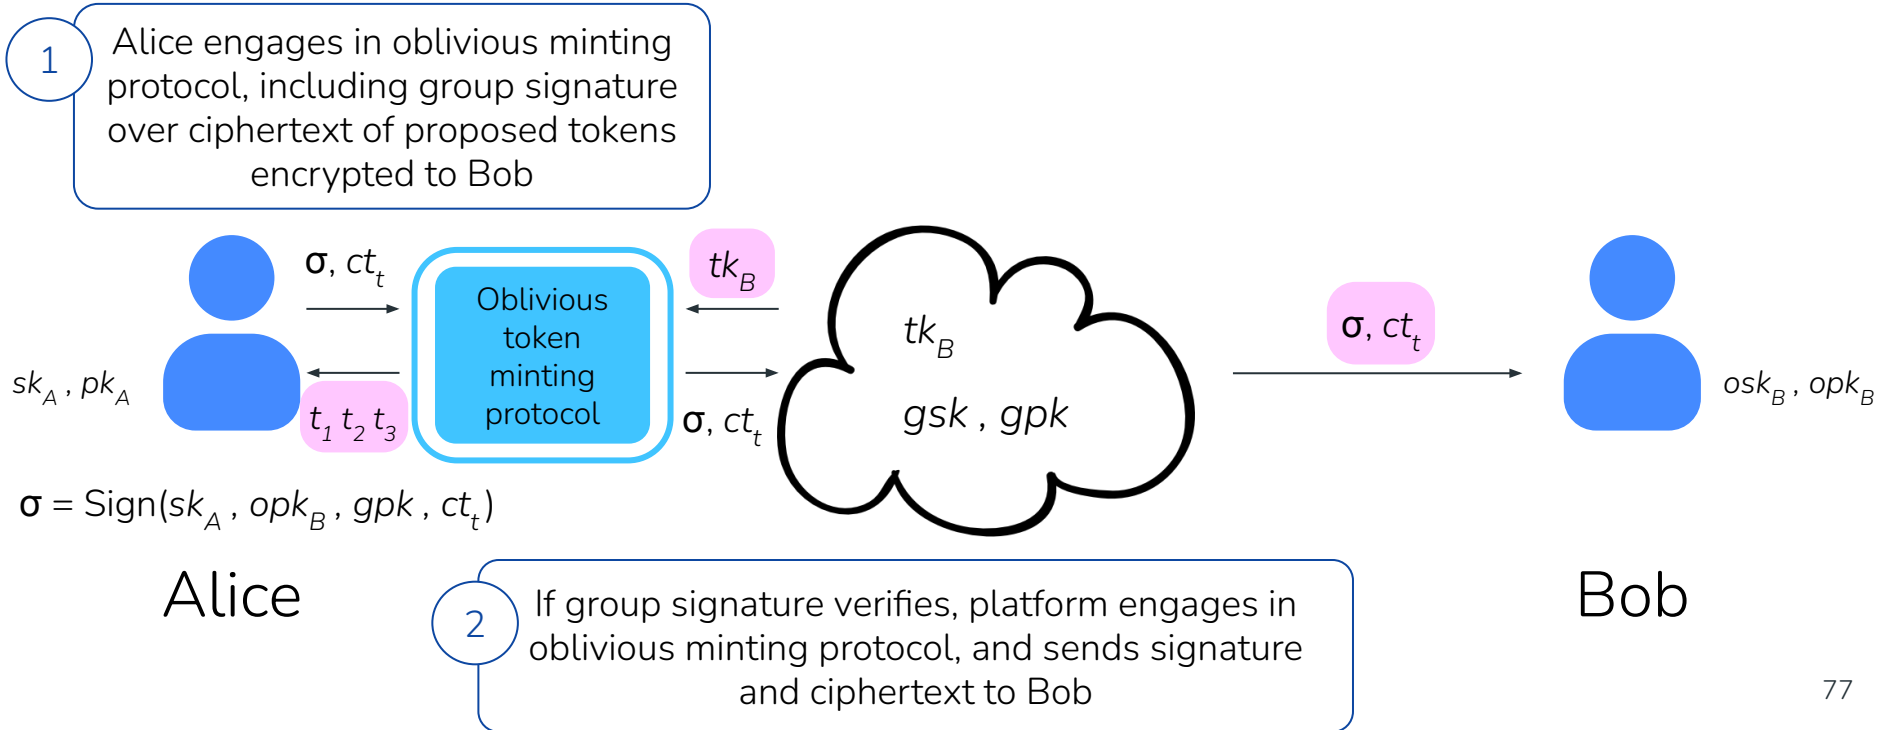 1
Alice engages in oblivious minting
protocol, including group signature
over ciphertext of proposed tokens
encrypted to Bob
σ, ct_t
Oblivious
token
minting
protocol
tk_B
tk_B
gsk , gpk
σ, ct_t
sk_A , pk_A
t_1 t_2 t_3
σ, ct_t
osk_B , opk_B
σ = Sign(sk_A , opk_B , gpk , ct_t)
Alice
Bob
2
If group signature verifies, platform engages in
oblivious minting protocol, and sends signature
and ciphertext to Bob
77